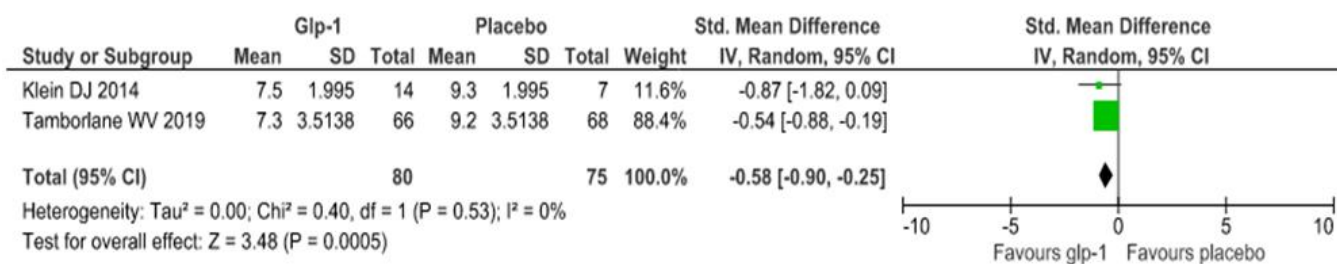 Glp-1 Placebo Std. Mean Difference Std. Mean Difference
Study or Subgroup Mean SD Total Mean SD Total Weight IV, Random, 95% CI IV, Random, 95% CI
Klein DJ 2014 7.5 1.995 14 9.3 1.995 7 11.6% -0.87 [-1.82, 0.09]
Tamborlane WV 2019 7.3 3.5138 66 9.2 3.5138 68 88.4% -0.54 [-0.88, -0.19]
Total (95% CI) 80 75 100.0% -0.58 [-0.90, -0.25]
Heterogeneity: Tau² = 0.00; Chi² = 0.40, df = 1 (P = 0.53); I² = 0%
Test for overall effect: Z = 3.48 (P = 0.0005)
-10 -5 0 5 10
Favours glp-1 Favours placebo